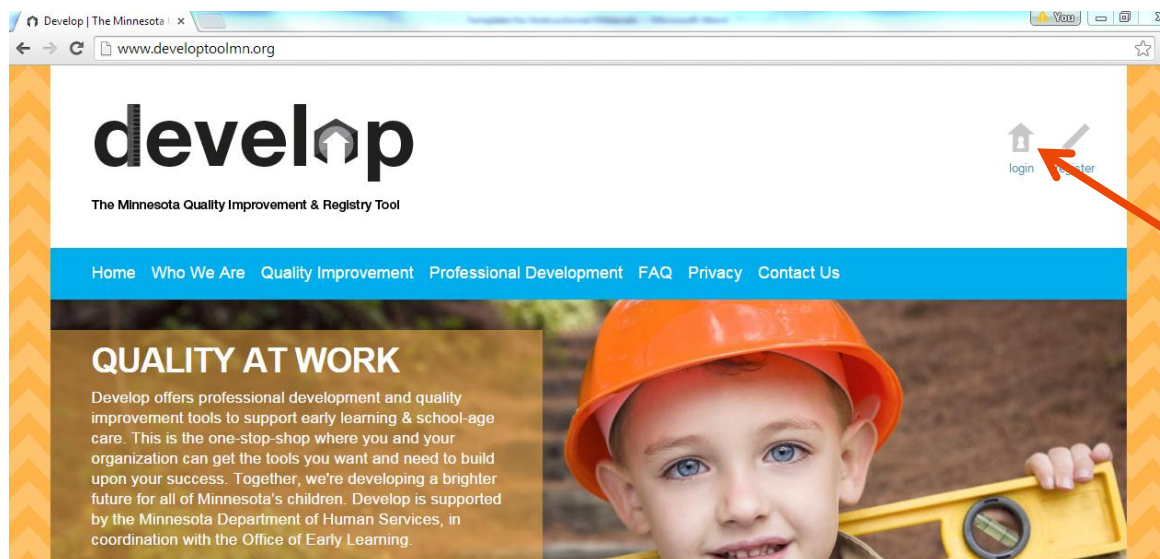 Develop | The Minnesota
You
www.developtoolmn.org
develop
The Minnesota Quality Improvement & Registry Tool
login register
Home Who We Are Quality Improvement Professional Development FAQ Privacy Contact Us
QUALITY AT WORK
Develop offers professional development and quality
improvement tools to support early learning & school-age
care. This is the one-stop-shop where you and your
organization can get the tools you want and need to build
upon your success. Together, we're developing a brighter
future for all of Minnesota's children. Develop is supported
by the Minnesota Department of Human Services, in
coordination with the Office of Early Learning.